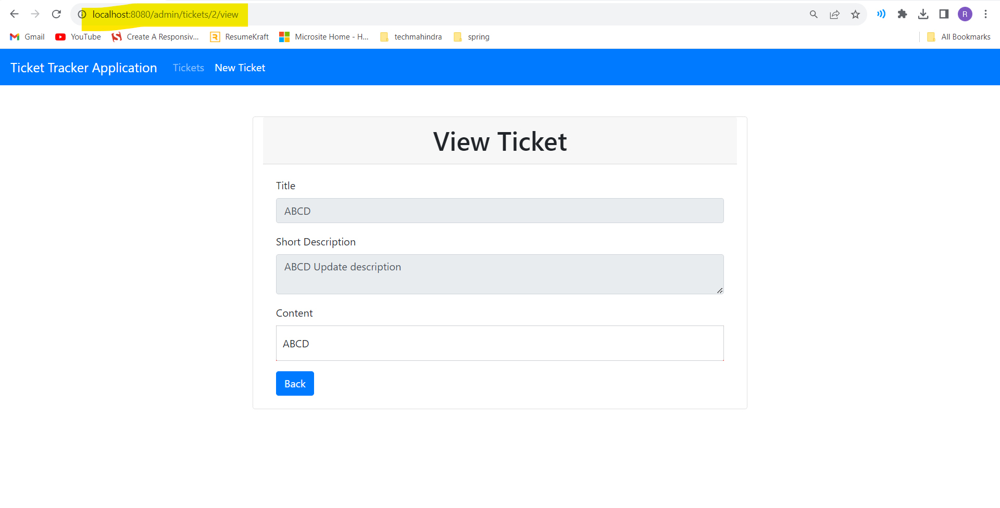 localhost:8080/admin/tickets/2/view
R
Gmail YouTube Create A Responsiv... ResumeKraft Microsite Home - H... techmahindra spring All Bookmarks
Ticket Tracker Application Tickets New Ticket
View Ticket
Title
ABCD
Short Description
ABCD Update description
Content
ABCD
Back